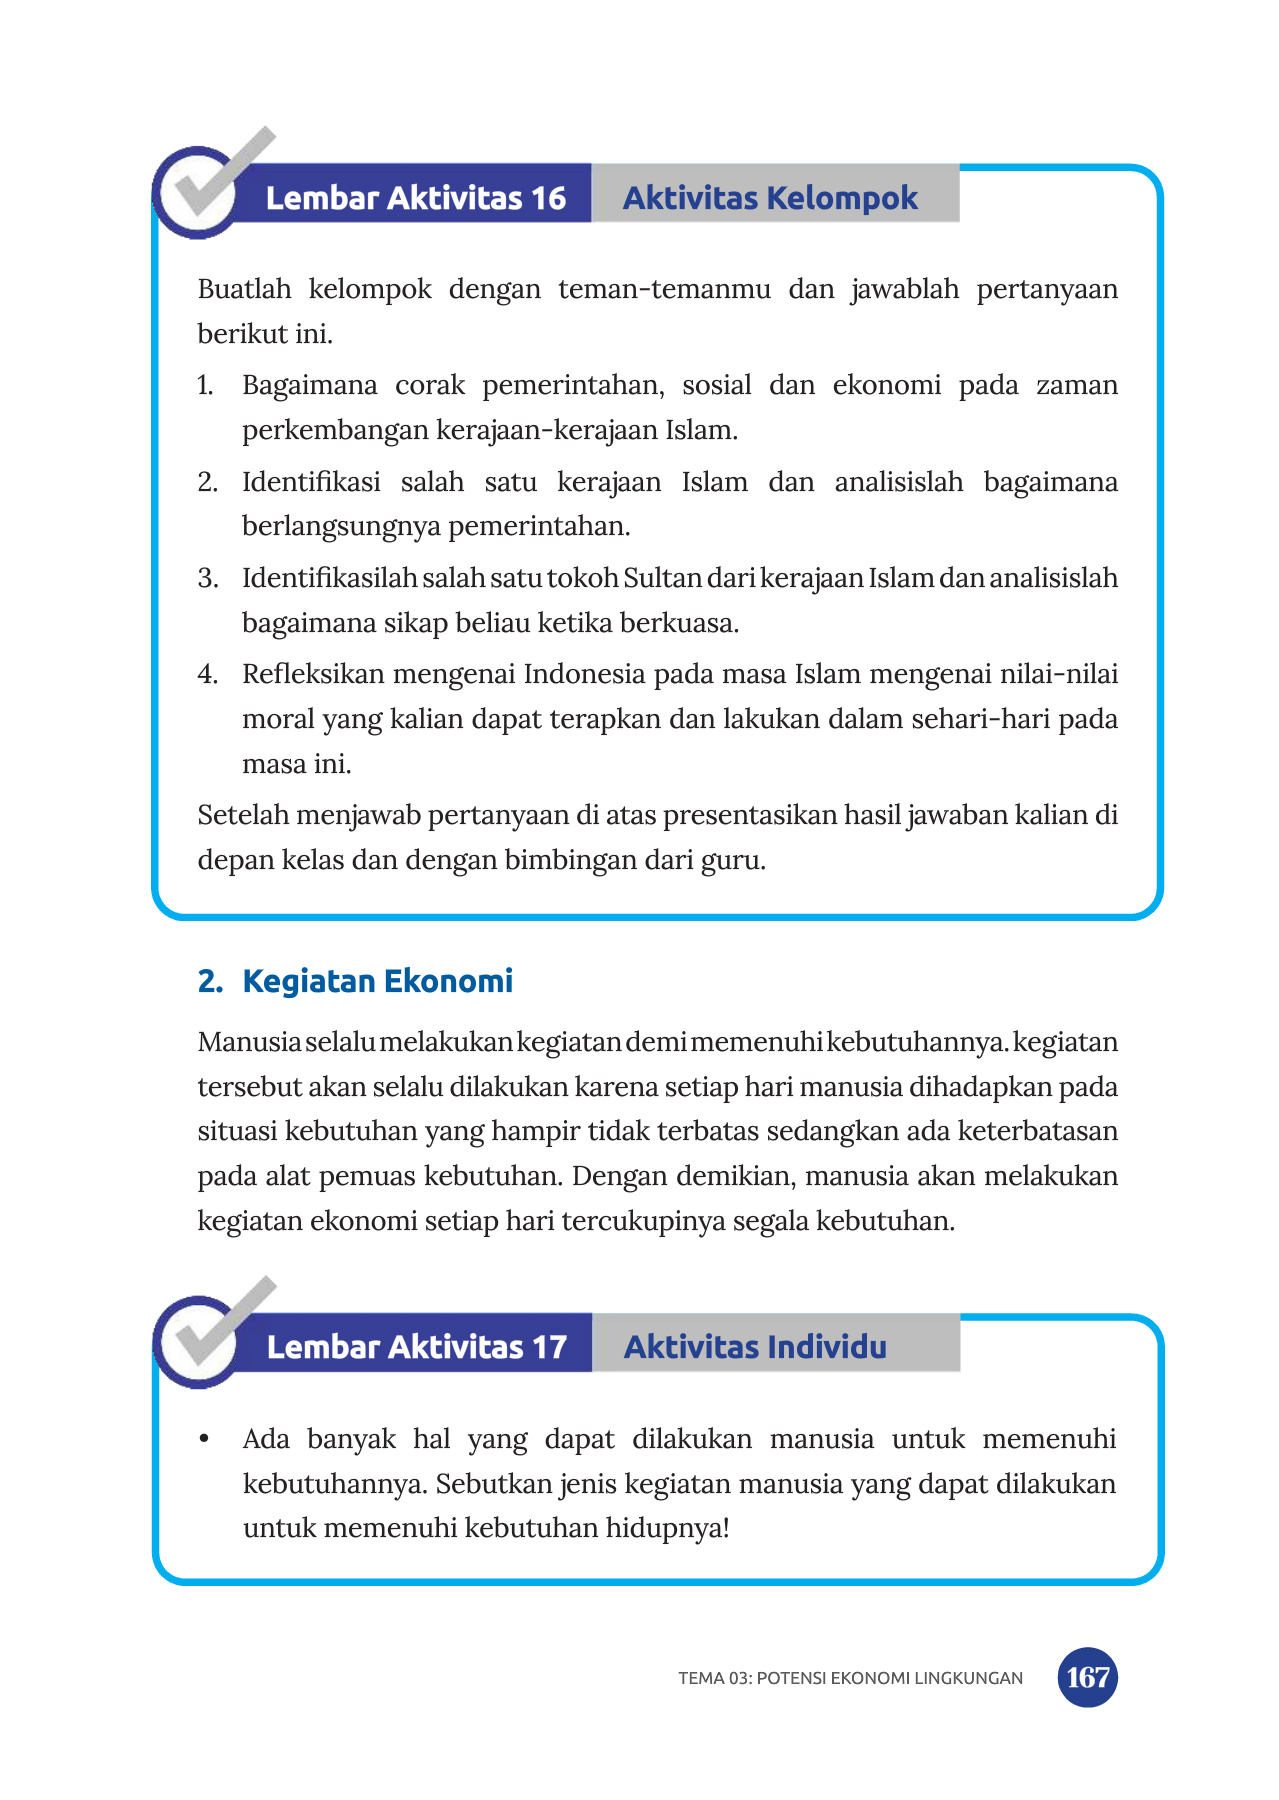 Lembar Aktivitas 16 Aktivitas Kelompok
Buatlah kelompok dengan teman-temanmu dan jawablah pertanyaan
berikut ini.
1. Bagaimana corak pemerintahan, sosial dan ekonomi pada zaman
perkembangan kerajaan-kerajaan Islam.
2. Identifikasi salah satu kerajaan Islam dan analisislah bagaimana
berlangsungnya pemerintahan.
3. Identifikasilah salah satu tokoh Sultan dari kerajaan Islam dan analisislah
bagaimana sikap beliau ketika berkuasa.
4. Refleksikan mengenai Indonesia pada masa Islam mengenai nilai-nilai
moral yang kalian dapat terapkan dan lakukan dalam sehari-hari pada
masa ini.
Setelah menjawab pertanyaan di atas presentasikan hasil jawaban kalian di
depan kelas dan dengan bimbingan dari guru.
2. Kegiatan Ekonomi
Manusia selalu melakukan kegiatan demi memenuhi kebutuhannya. kegiatan
tersebut akan selalu dilakukan karena setiap hari manusia dihadapkan pada
situasi kebutuhan yang hampir tidak terbatas sedangkan ada keterbatasan
pada alat pemuas kebutuhan. Dengan demikian, manusia akan melakukan
kegiatan ekonomi setiap hari tercukupinya segala kebutuhan.
Lembar Aktivitas 17 Aktivitas Individu
• Ada banyak hal yang dapat dilakukan manusia untuk memenuhi
kebutuhannya. Sebutkan jenis kegiatan manusia yang dapat dilakukan
untuk memenuhi kebutuhan hidupnya!
TEMA 03: POTENSI EKONOMI LINGKUNGAN 167